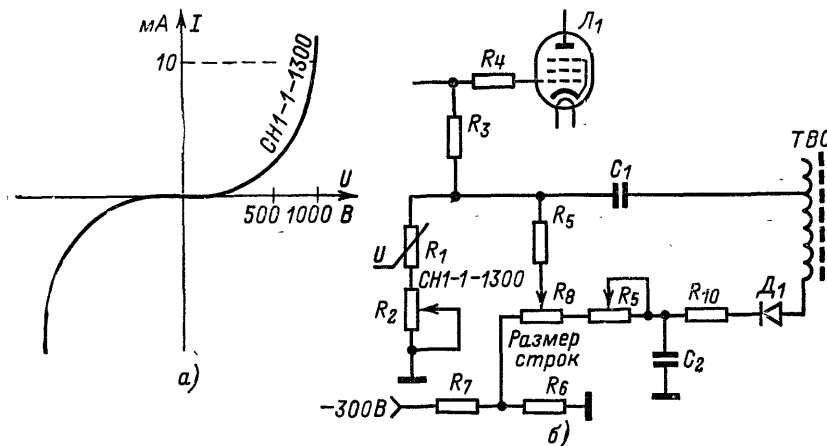 мА I
10
СН1-1-1300
U
500 1000 В
а)
Л1
R4
R3
ТВС
C1
R5
U
R1
СН1-1-1300
R2
R8
R5
R10
Д1
Размер
строк
C2
R7
R6
-300В
б)